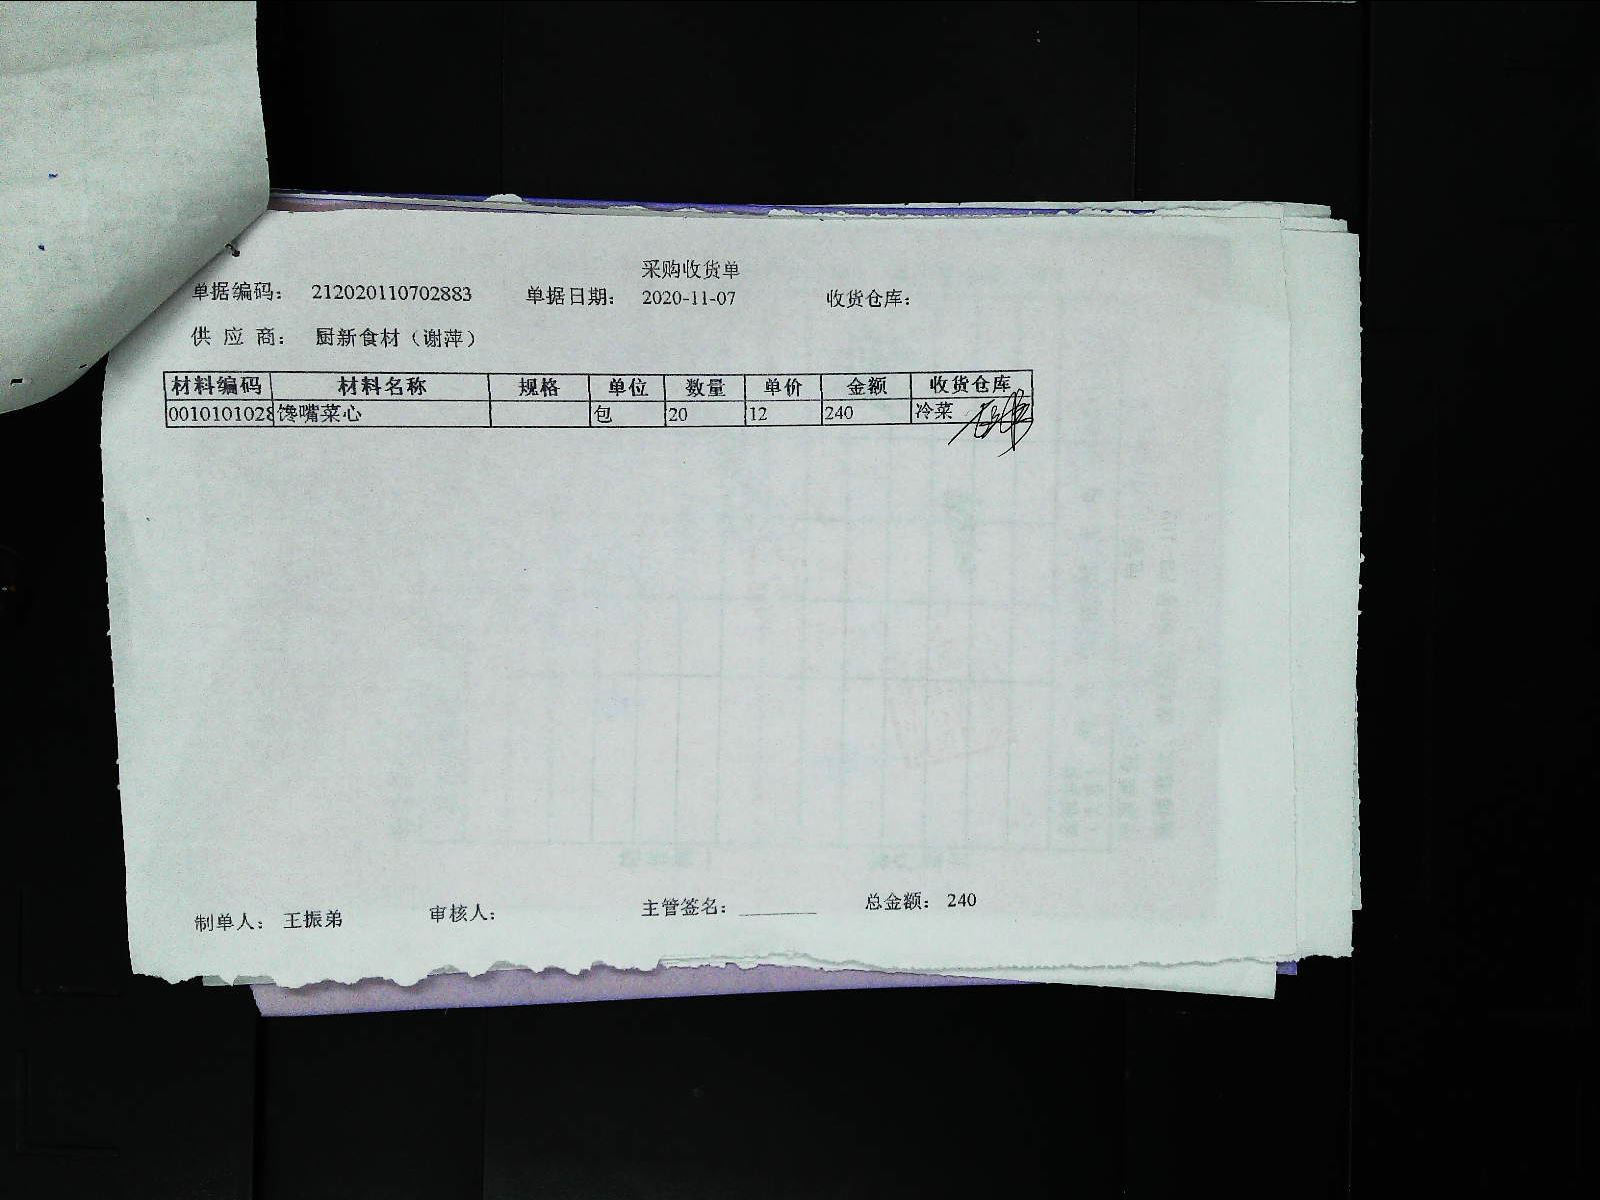 采购收货单
单据编码： 212020110702883 单据日期： 2020-11-07 收货仓库：
供 应 商： 厨新食材（谢萍）
材料编码 材料名称 规格 单位 数量 单价 金额 收货仓库
0010101028 馋嘴菜心 包 20 12 240 冷菜
制单人： 王振弟 审核人： 主管签名： ________ 总金额： 240